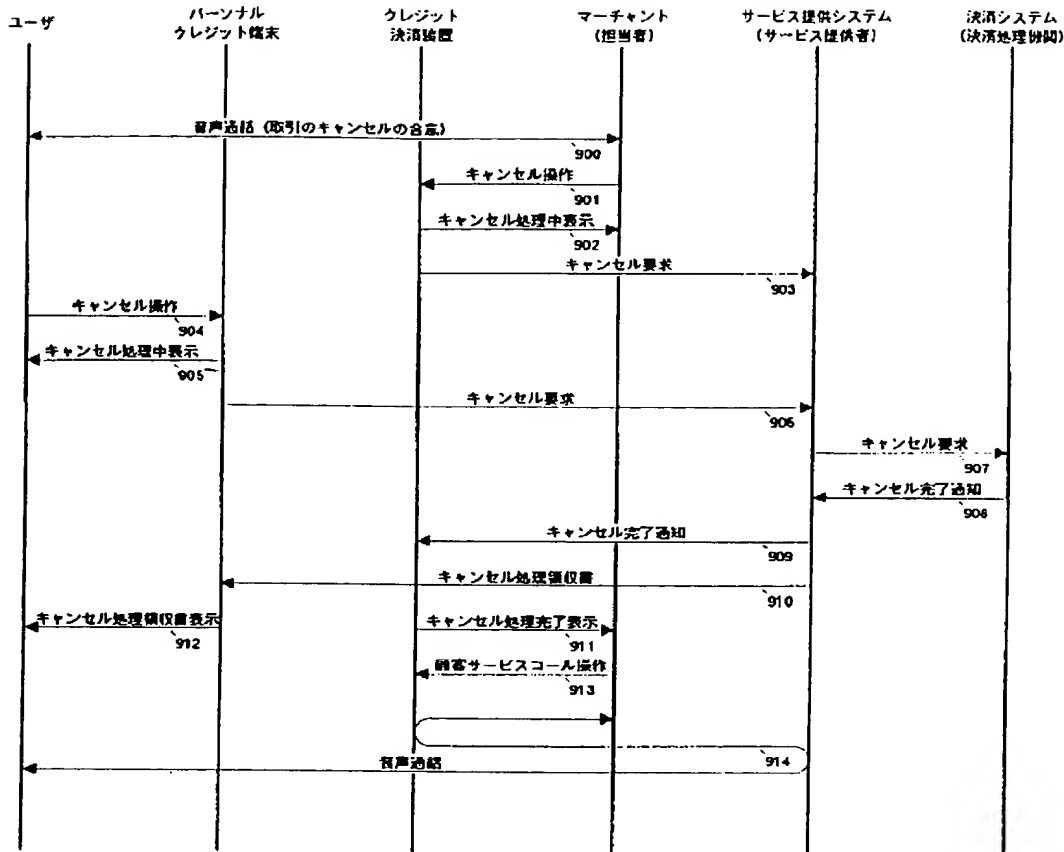 ユーザ
パーソナル
クレジット端末
クレジット
決済装置
マーチャント
(担当者)
サービス提供システム
(サービス提供者)
決済システム
(決済処理機関)
音声通話 (取引のキャンセルの合意)
900
キャンセル操作
901
キャンセル処理中表示
902
キャンセル要求
903
キャンセル操作
904
キャンセル処理中表示
905
キャンセル要求
906
キャンセル要求
907
キャンセル完了通知
908
キャンセル完了通知
909
キャンセル処理領収書
910
キャンセル処理領収書表示
912
キャンセル処理完了表示
911
顧客サービスコール操作
913
音声通話
914